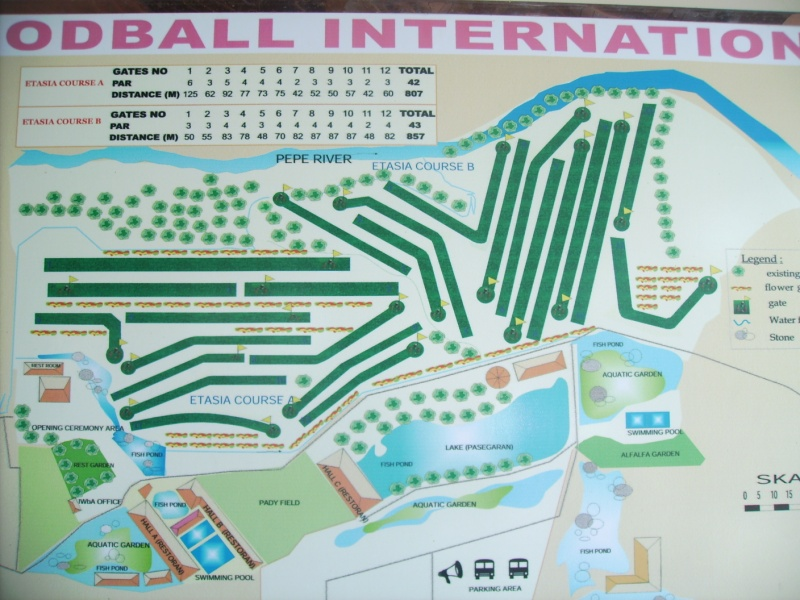 ODBALL INTERNATION
ETASIA COURSE A
GATES NO 1 2 3 4 5 6 7 8 9 10 11 12 TOTAL
PAR 6 3 5 4 4 4 2 3 3 3 2 3 42
DISTANCE (M) 125 62 92 77 73 75 42 52 50 57 42 60 807
ETASIA COURSE B
GATES NO 1 2 3 4 5 6 7 8 9 10 11 12 TOTAL
PAR 3 3 4 4 3 4 4 4 4 4 2 4 43
DISTANCE (M) 50 55 83 78 48 70 82 87 87 87 48 82 857
PEPE RIVER
ETASIA COURSE B
Legend :
existing
flower g
gate
Water f
Stone
REST ROOM
FISH POND
AQUATIC GARDEN
ETASIA COURSE A
OPENING CEREMONY AREA
SWIMMING POOL
LAKE (PASEGARAN)
FISH POND
ALFALFA GARDEN
REST GARDEN
FISH POND
SKA
0 5 10 15
IWbA OFFICE
FISH POND
PADY FIELD
HALL C (RESTORAN)
AQUATIC GARDEN
HALL B (RESTORAN)
HALL A (RESTORAN)
AQUATIC GARDEN
FISH POND
FISH POND
SWIMMING POOL
PARKING AREA